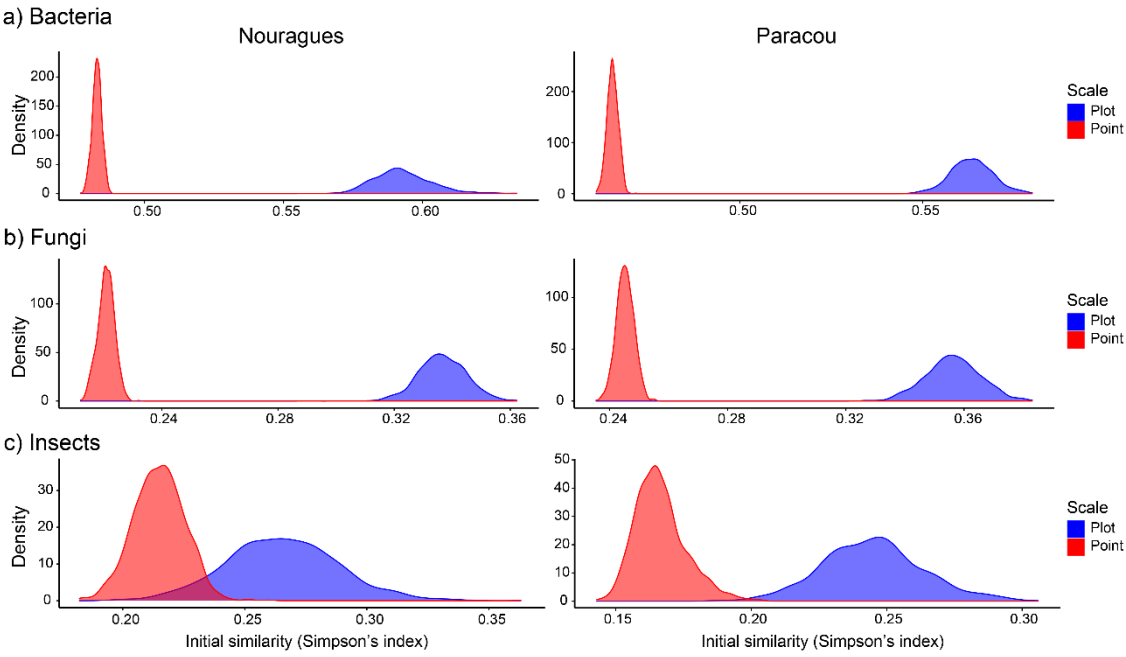 a) Bacteria
Nouragues
Paracou
Density
200
150
100
50
0
0.50
0.55
0.60
200
100
0
0.50
0.55
Scale
Plot
Point
b) Fungi
Density
100
50
0
0.24
0.28
0.32
0.36
100
50
0
0.24
0.28
0.32
0.36
Scale
Plot
Point
c) Insects
Density
30
20
10
0
0.20
0.25
0.30
0.35
Initial similarity (Simpson's index)
50
40
30
20
10
0
0.15
0.20
0.25
0.30
Initial similarity (Simpson's index)
Scale
Plot
Point